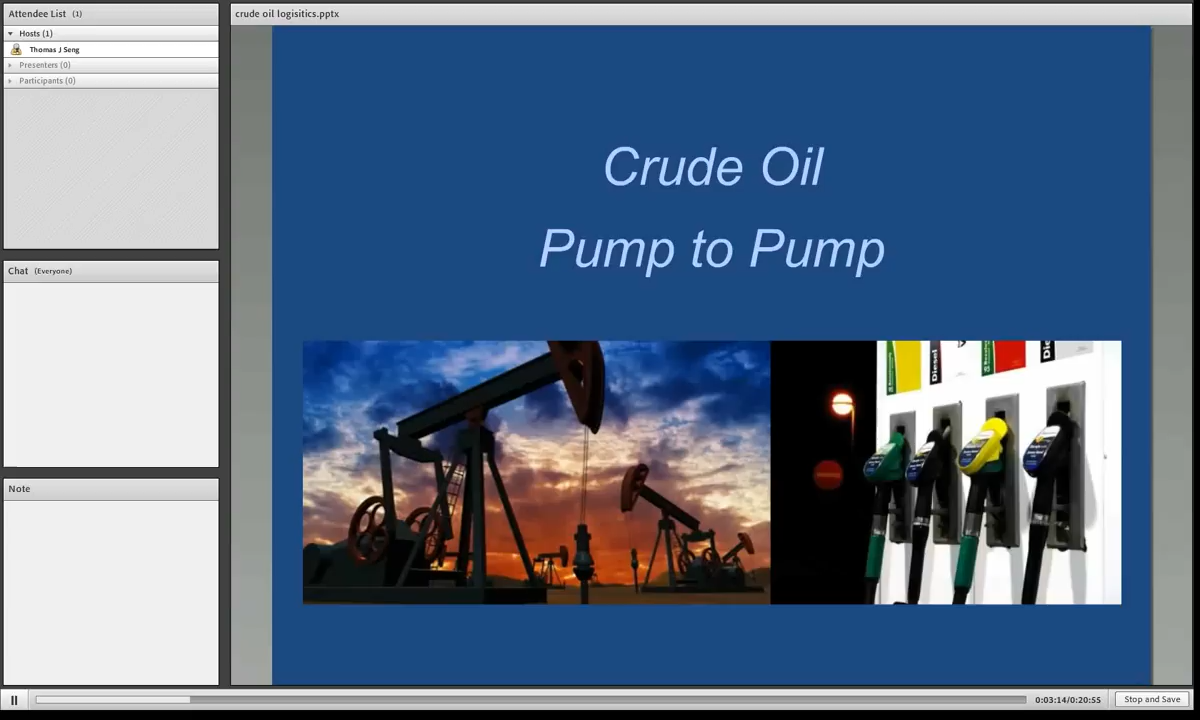 Attendee List (1)
Hosts (1)
Thomas J Seng
Presenters (0)
Participants (0)
Chat (Everyone)
Note
crude oil logisitics.pptx
Crude Oil
Pump to Pump
Diesel
Die
0:03:14/0:20:55
Stop and Save